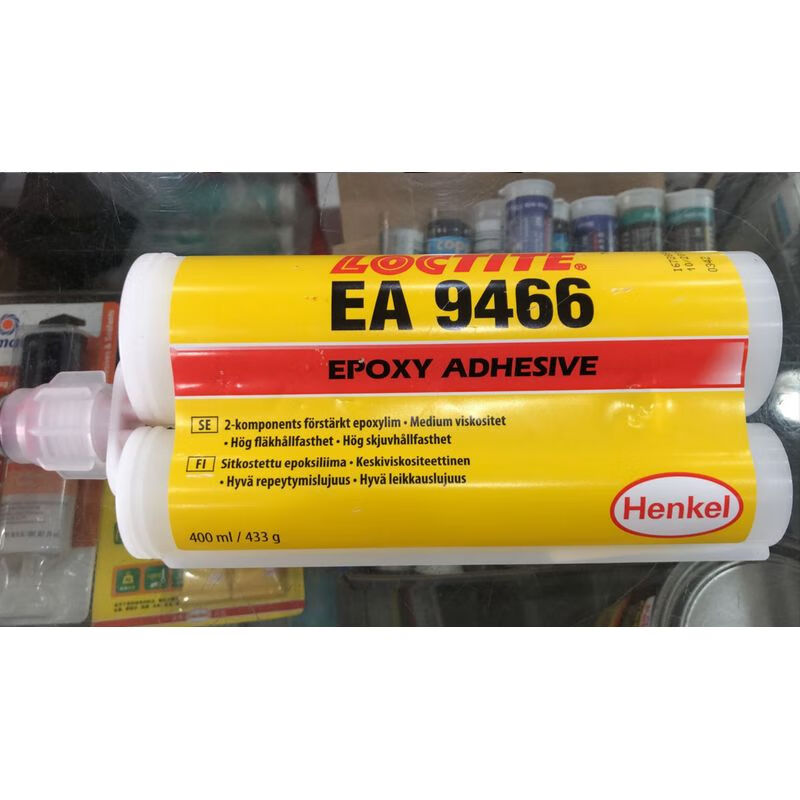 LOCTITE®
EA 9466
EPOXY ADHESIVE
SE 2-komponents förstärkt epoxylim • Medium viskositet
• Hög fläkhållfasthet • Hög skjuvhållfasthet
FI Sitkostettu epoksiliima • Keskiviskositeettinen
• Hyvä repeytymislujuus • Hyvä leikkauslujuus
400 ml / 433 g
Henkel